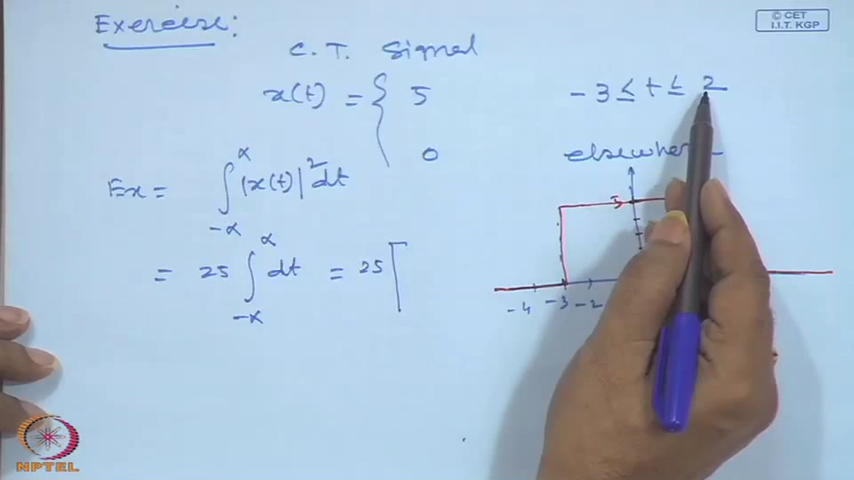 Exercise:
© CET
I.I.T. KGP
C.T. Signal
x(t) = { 5   -3 ≤ t ≤ 2
0   elsewhere
Ex = ∫_{-α}^{α} |x(t)|² dt
= 25 ∫_{-α}^{α} dt = 25 [
5
-4 -3 -2
NPTEL